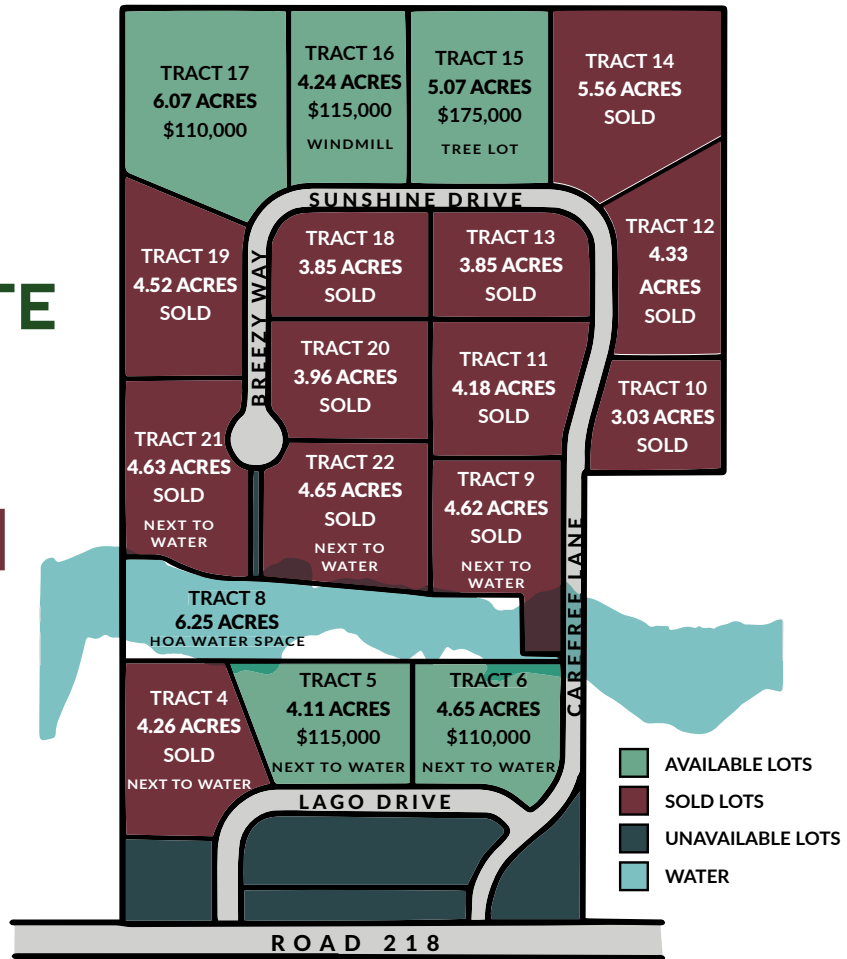 TRACT 17
6.07 ACRES
$110,000
TRACT 16
4.24 ACRES
$115,000
WINDMILL
TRACT 15
5.07 ACRES
$175,000
TREE LOT
TRACT 14
5.56 ACRES
SOLD
SUNSHINE DRIVE
TRACT 12
4.33
ACRES
SOLD
TRACT 19
4.52 ACRES
SOLD
BREEZY WAY
TRACT 18
3.85 ACRES
SOLD
TRACT 13
3.85 ACRES
SOLD
TE
TRACT 20
3.96 ACRES
SOLD
TRACT 11
4.18 ACRES
SOLD
TRACT 10
3.03 ACRES
SOLD
TRACT 21
4.63 ACRES
SOLD
NEXT TO
WATER
TRACT 22
4.65 ACRES
SOLD
NEXT TO
WATER
TRACT 9
4.62 ACRES
SOLD
NEXT TO
WATER
CAREFREE LANE
TRACT 8
6.25 ACRES
HOA WATER SPACE
TRACT 4
4.26 ACRES
SOLD
NEXT TO WATER
TRACT 5
4.11 ACRES
$115,000
NEXT TO WATER
TRACT 6
4.65 ACRES
$110,000
NEXT TO WATER
LAGO DRIVE
AVAILABLE LOTS
SOLD LOTS
UNAVAILABLE LOTS
WATER
ROAD 218